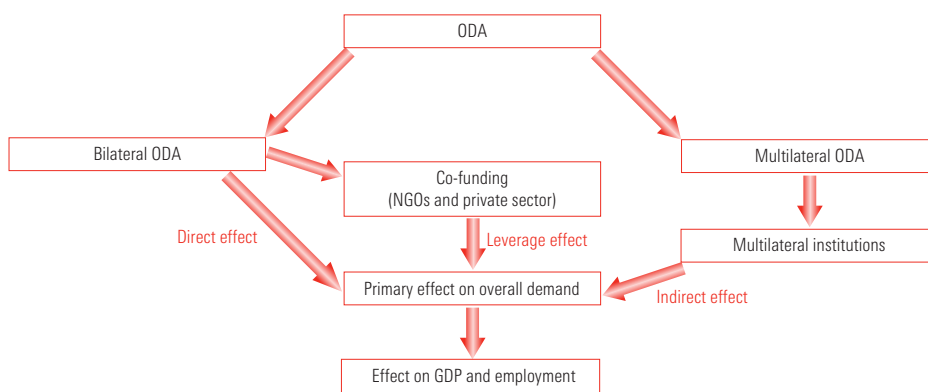 ODA
Bilateral ODA
Multilateral ODA
Co-funding
(NGOs and private sector)
Direct effect
Leverage effect
Multilateral institutions
Primary effect on overall demand
Indirect effect
Effect on GDP and employment